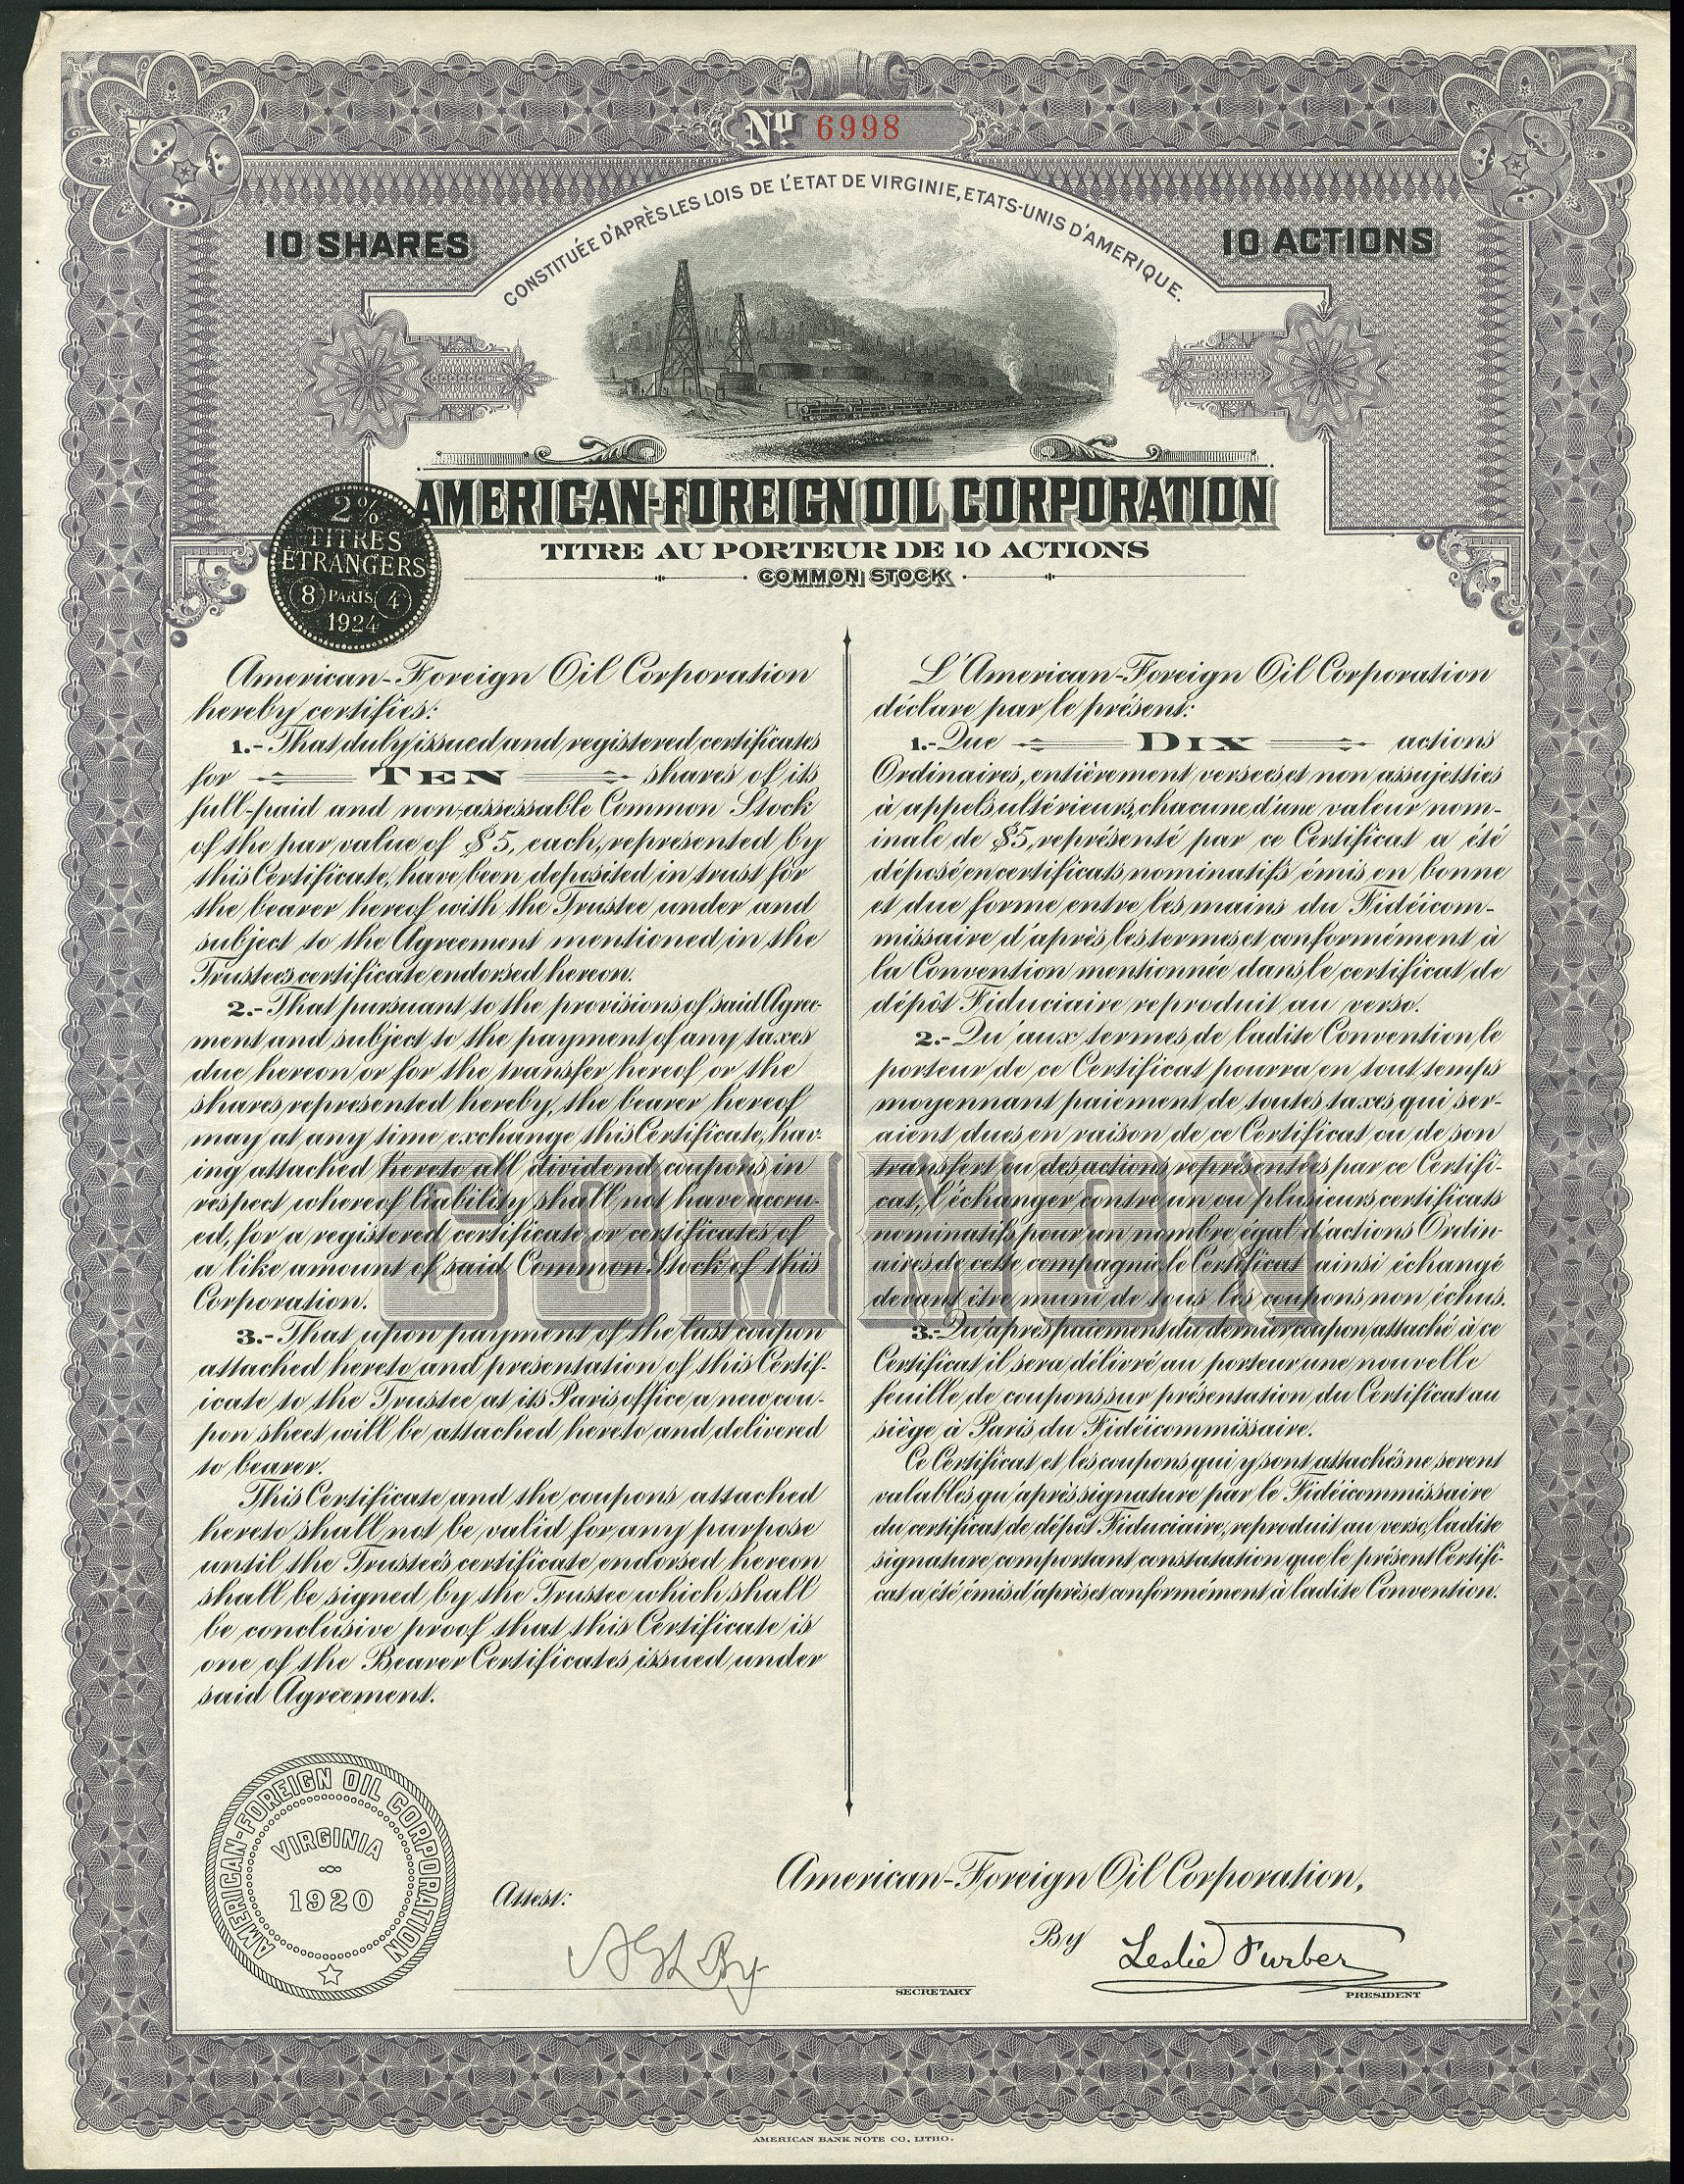 Nº 6998
CONSTITUÉE D'APRÈS LES LOIS DE L'ETAT DE VIRGINIE, ETATS-UNIS D'AMERIQUE.
10 SHARES
10 ACTIONS
AMERICAN-FOREIGN OIL CORPORATION
TITRE AU PORTEUR DE 10 ACTIONS
COMMON STOCK
2%
TITRES
ETRANGERS
8 PARIS 4
1924
American-Foreign Oil Corporation
hereby certifies:
1.- That duly issued and registered certificates
for TEN shares of its
full-paid and non-assessable Common Stock
of the par value of $5, each, represented by
this Certificate, have been deposited in trust for
the bearer hereof with the Trustee under and
subject to the Agreement mentioned in the
Trustee's certificate endorsed hereon.
2.- That pursuant to the provisions of said Agree-
ment and subject to the payment of any taxes
due hereon or for the transfer hereof or the
shares represented hereby, the bearer hereof
may at any time exchange this Certificate, hav-
ing attached hereto all dividend coupons in
respect whereof liability shall not have accru-
ed, for a registered certificate or certificates of
a like amount of said Common Stock of this
Corporation.
3.- That upon payment of the last coupon
attached hereto and presentation of this Certif-
icate to the Trustee at its Paris office a new cou-
pon sheet will be attached hereto and delivered
to bearer.
This Certificate and the coupons attached
hereto shall not be valid for any purpose
until the Trustee's certificate endorsed hereon
shall be signed by the Trustee which shall
be conclusive proof that this Certificate is
one of the Bearer Certificates issued under
said Agreement.
L'American-Foreign Oil Corporation
déclare par le présent:
1.- Que DIX actions
Ordinaires, entièrement versees et non assujetties
à appels ultérieurs, chacune d'une valeur nom-
inale de $5, représenté par ce Certificat a été
déposé en certificats nominatifs émis en bonne
et due forme entre les mains du Fidéicom-
missaire d'après les termes et conformément à
la Convention mentionnée dans le certificat de
dépôt Fiduciaire reproduit au verso.
2.- Qu'aux termes de ladite Convention le
porteur de ce Certificat pourra en tout temps
moyennant paiement de toutes taxes qui ser-
aient dues en raison de ce Certificat ou de son
transfert ou des actions représentées par ce Certifi-
cat, l'échanger contre un ou plusieurs certificats
nominatifs pour un nombre égal d'actions Ordin-
aires de cette compagnie le Certificat ainsi échangé
devant être muni de tous les coupons non échus.
3.- Qu'après paiement du dernier coupon attaché à ce
Certificat il sera délivré au porteur une nouvelle
feuille de coupons sur présentation du Certificat au
siège à Paris du Fidéicommissaire.
Ce Certificat et les coupons qui y sont attachés ne seront
valables qu'après signature par le Fidéicommissaire
du certificat de dépôt Fiduciaire, reproduit au verso, ladite
signature comportant constatation que le présent Certifi-
cat a été émis d'après et conformément à ladite Convention.
COMMON
AMERICAN-FOREIGN OIL CORPORATION
VIRGINIA
1920
Attest:
SECRETARY
American-Foreign Oil Corporation,
By Leslie Furber
PRESIDENT
AMERICAN BANK NOTE CO. LITHO.